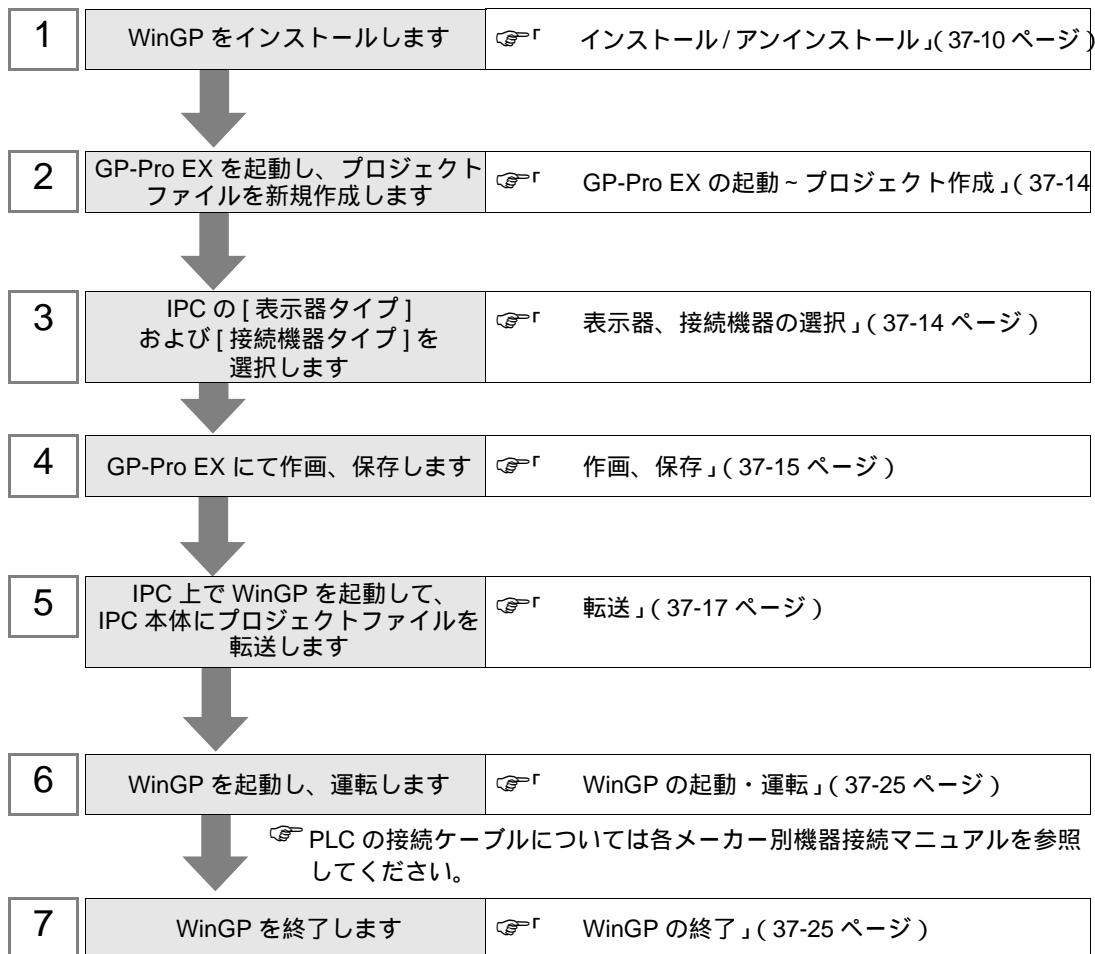 1
WinGP をインストールします
☞「 インストール / アンインストール」( 37-10 ページ )
2
GP-Pro EX を起動し、プロジェクト
ファイルを新規作成します
☞「 GP-Pro EX の起動 ~ プロジェクト作成」( 37-14
3
IPC の [ 表示器タイプ ]
および [ 接続機器タイプ ] を
選択します
☞「 表示器、接続機器の選択」( 37-14 ページ )
4
GP-Pro EX にて作画、保存します
☞「 作画、保存」( 37-15 ページ )
5
IPC 上で WinGP を起動して、
IPC 本体にプロジェクトファイルを
転送します
☞「 転送」( 37-17 ページ )
6
WinGP を起動し、運転します
☞「 WinGP の起動・運転」( 37-25 ページ )
☞ PLC の接続ケーブルについては各メーカー別機器接続マニュアルを参照
してください。
7
WinGP を終了します
☞「 WinGP の終了」( 37-25 ページ )